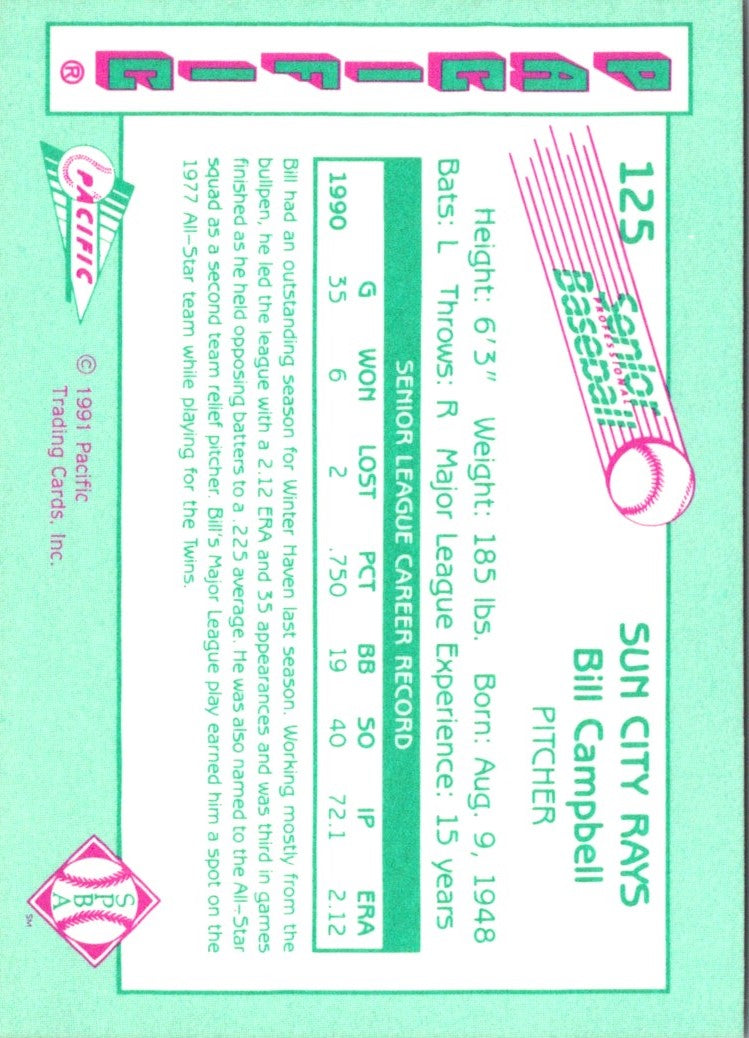 PACIFIC
®
125
Senior
PROFESSIONAL
Baseball
SUN CITY RAYS
Bill Campbell
PITCHER
Height: 6'3" Weight: 185 lbs. Born: Aug. 9, 1948
Bats: L Throws: R Major League Experience: 15 years
SENIOR LEAGUE CAREER RECORD
G WON LOST PCT BB SO IP ERA
1990 35 6 2 .750 19 40 72.1 2.12
Bill had an outstanding season for Winter Haven last season. Working mostly from the
bullpen, he led the league with a 2.12 ERA and 35 appearances and was third in games
finished as he held opposing batters to a .225 average. He was also named to the All-Star
squad as a second team relief pitcher. Bill's Major League play earned him a spot on the
1977 All-Star team while playing for the Twins.
PACIFIC
© 1991 Pacific
Trading Cards, Inc.
S
P
B
A
SM